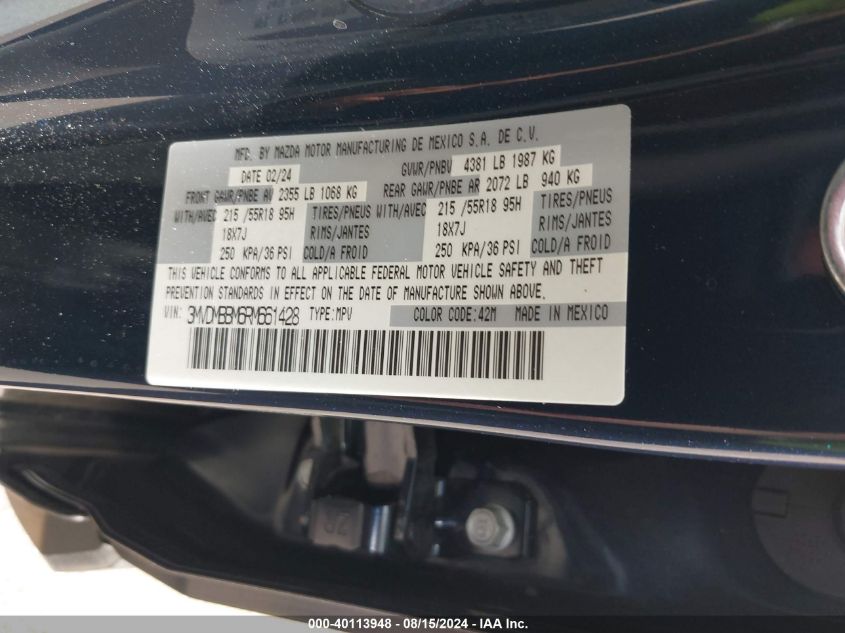 MFD. BY MAZDA MOTOR MANUFACTURING DE MEXICO S.A. DE C.V.
DATE 02/24 GVWR/PNBV 4381 LB 1987 KG
FRONT GAWR/PNBE AV 2355 LB 1068 KG REAR GAWR/PNBE AR 2072 LB 940 KG
WITH/AVEC 215 /55R18 95H TIRES/PNEUS WITH/AVEC 215 /55R18 95H TIRES/PNEUS
18X7J RIMS/JANTES 18X7J RIMS/JANTES
250 KPA/36 PSI COLD/A FROID 250 KPA/36 PSI COLD/A FROID
THIS VEHICLE CONFORMS TO ALL APPLICABLE FEDERAL MOTOR VEHICLE SAFETY AND THEFT
PREVENTION STANDARDS IN EFFECT ON THE DATE OF MANUFACTURE SHOWN ABOVE.
VIN: 3MVDMBBM6RM661428 TYPE:MPV COLOR CODE:42M MADE IN MEXICO
000-40113948 - 08/15/2024 - IAA Inc.